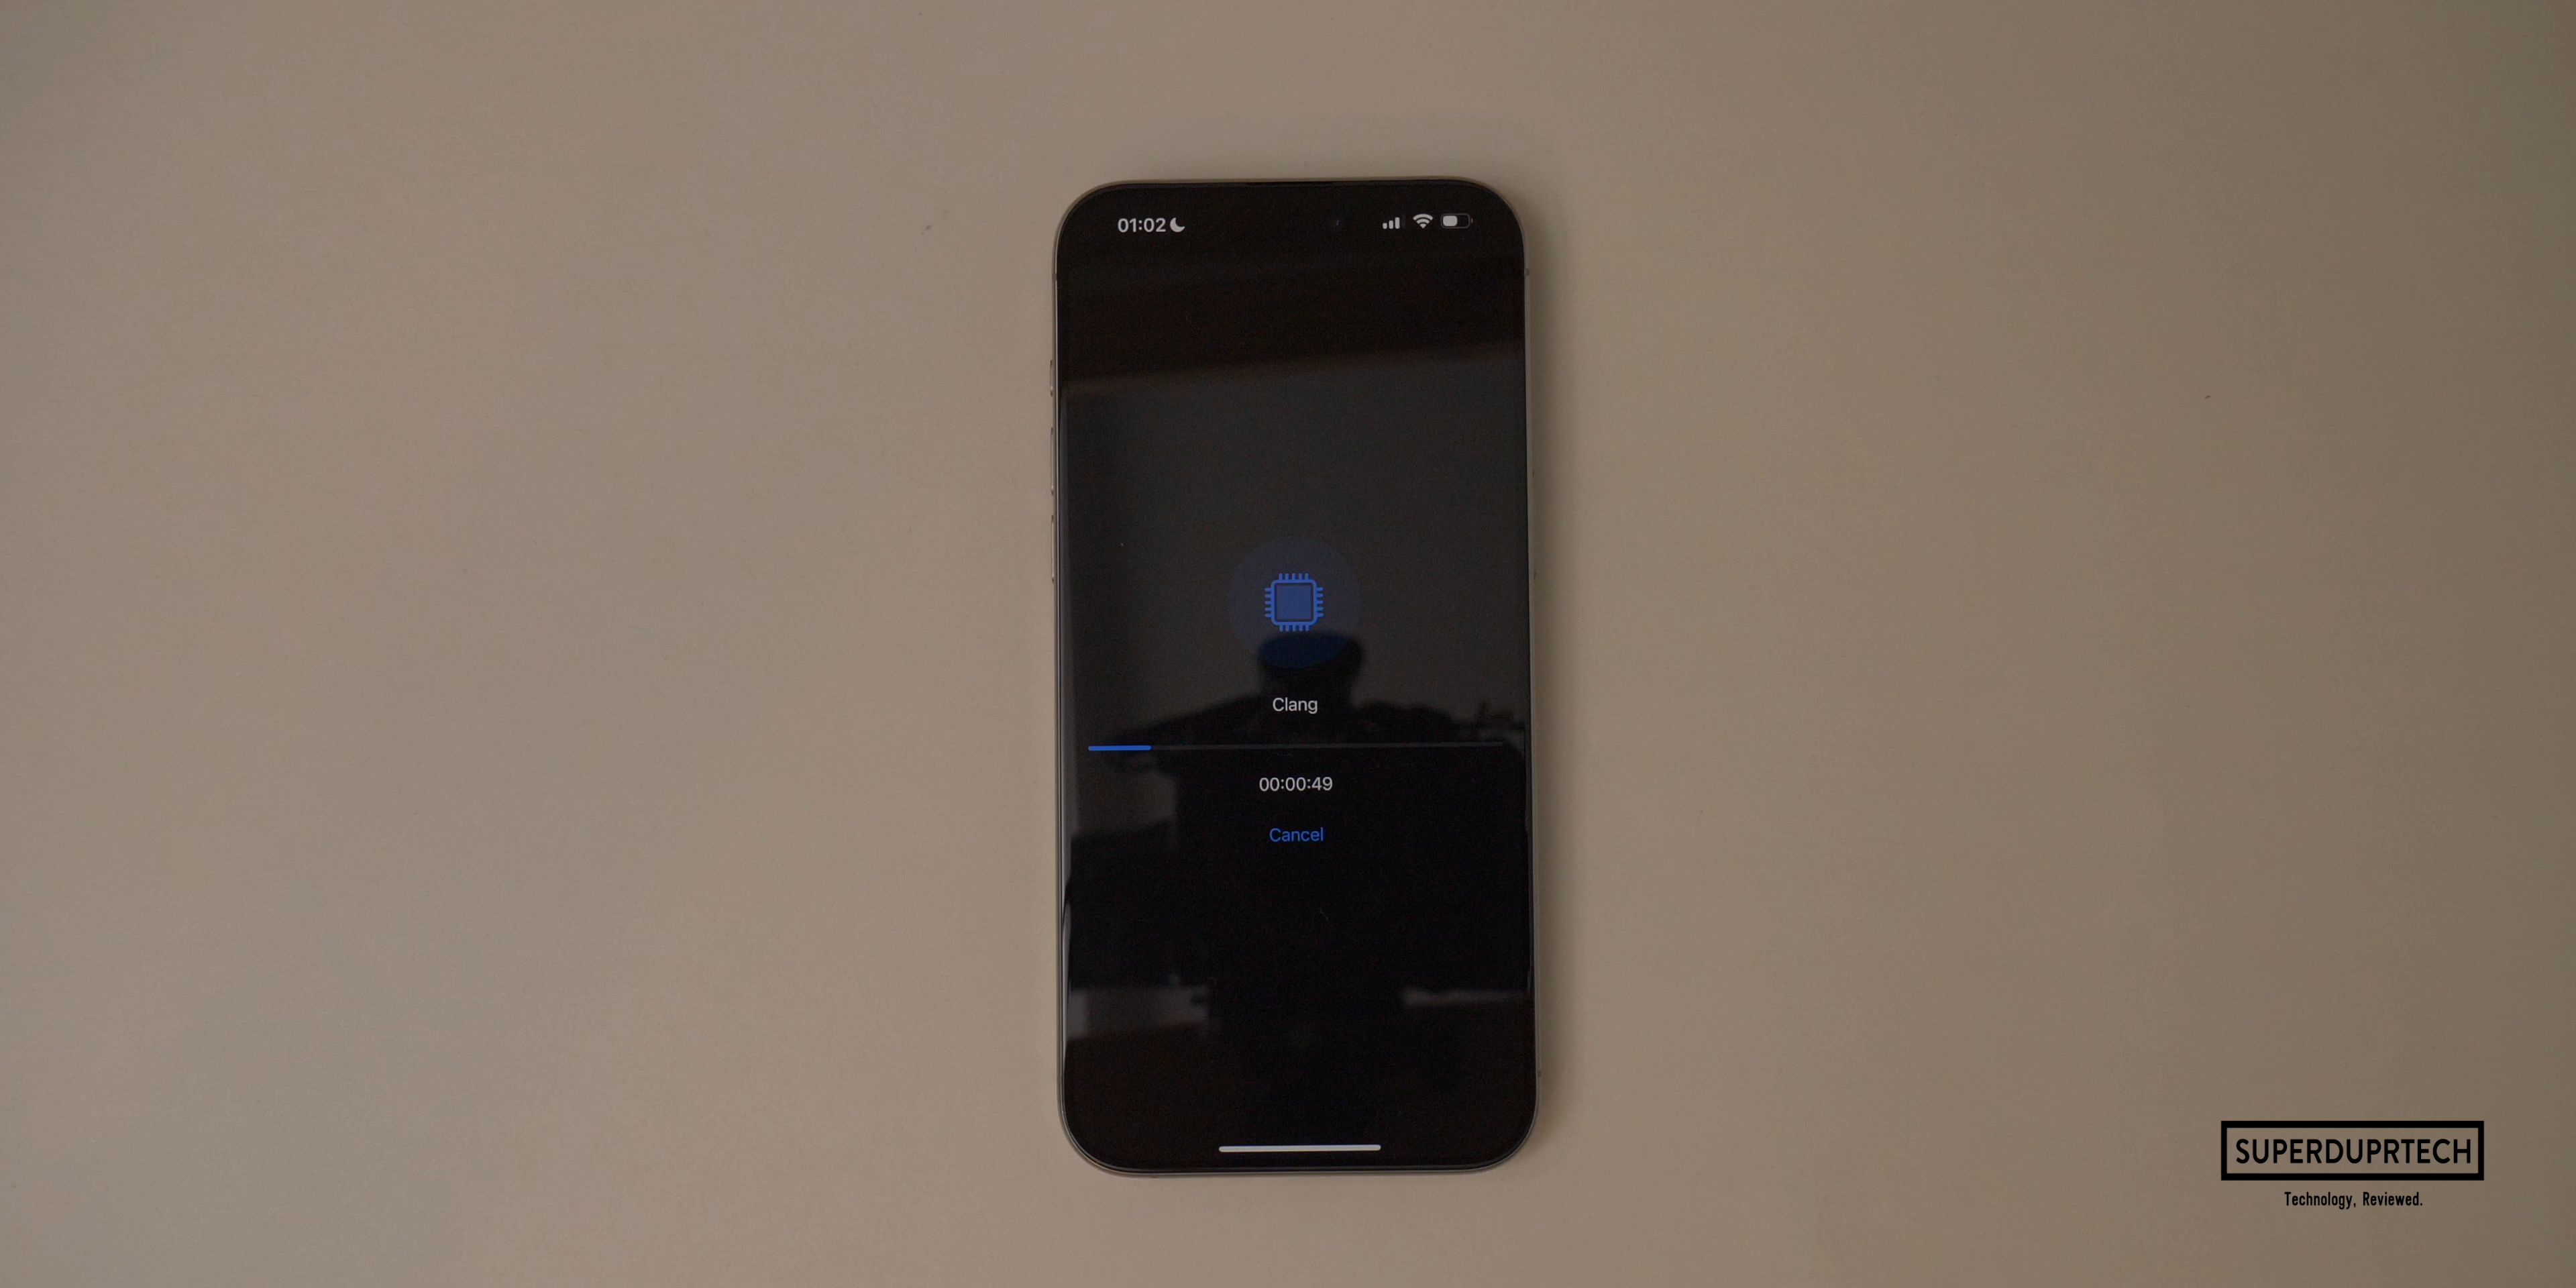 01:02
Clang
00:00:49
Cancel
SUPERDUPRTECH
Technology, Reviewed.